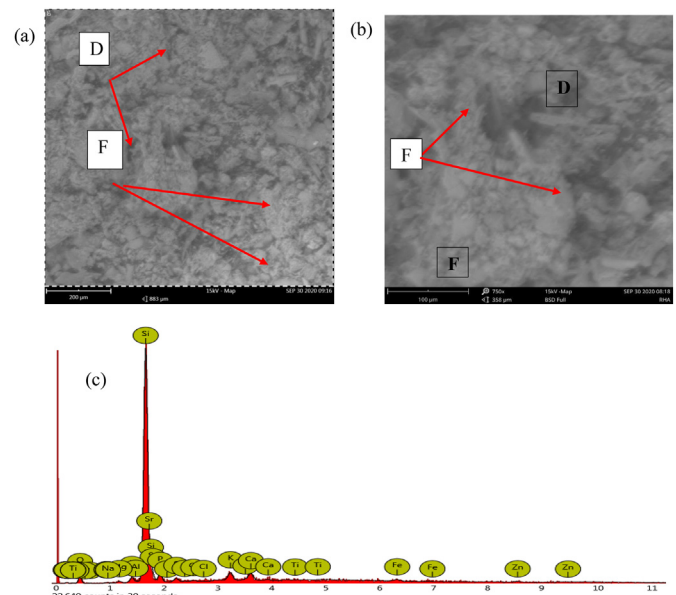 (a)
D
F
200 µm
883 µm
15kV - Map
SEP 30 2020 09:16
(b)
D
F
F
100 µm
750x
358 µm
15kV - Map
BSD Full
SEP 30 2020 08:18
RHA
(c)
Si
Sr
Si
O
Ti
Na
g
Al
P
Cl
K
Ca
Ca
Ti
Ti
Fe
Fe
Zn
Zn
0 1 2 3 4 5 6 7 8 9 10 11